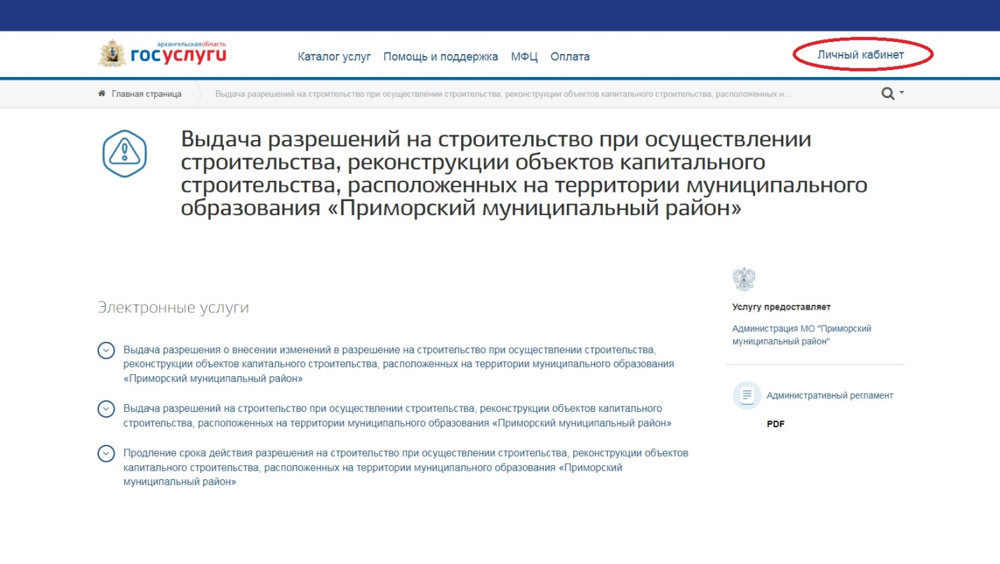 архангельскаяобласть
госуслуги
Каталог услуг Помощь и поддержка МФЦ Оплата
Личный кабинет
Главная страница
Выдача разрешений на строительство при осуществлении строительства, реконструкции объектов капитального строительства, расположенных н...
Выдача разрешений на строительство при осуществлении
строительства, реконструкции объектов капитального
строительства, расположенных на территории муниципального
образования «Приморский муниципальный район»
Электронные услуги
Выдача разрешения о внесении изменений в разрешение на строительство при осуществлении строительства,
реконструкции объектов капитального строительства, расположенных на территории муниципального образования
«Приморский муниципальный район»
Выдача разрешений на строительство при осуществлении строительства, реконструкции объектов капитального
строительства, расположенных на территории муниципального образования «Приморский муниципальный район»
Продление срока действия разрешения на строительство при осуществлении строительства, реконструкции объектов
капитального строительства, расположенных на территории муниципального образования «Приморский
муниципальный район»
Услугу предоставляет
Администрация МО "Приморский
муниципальный район"
Административный регламент
PDF